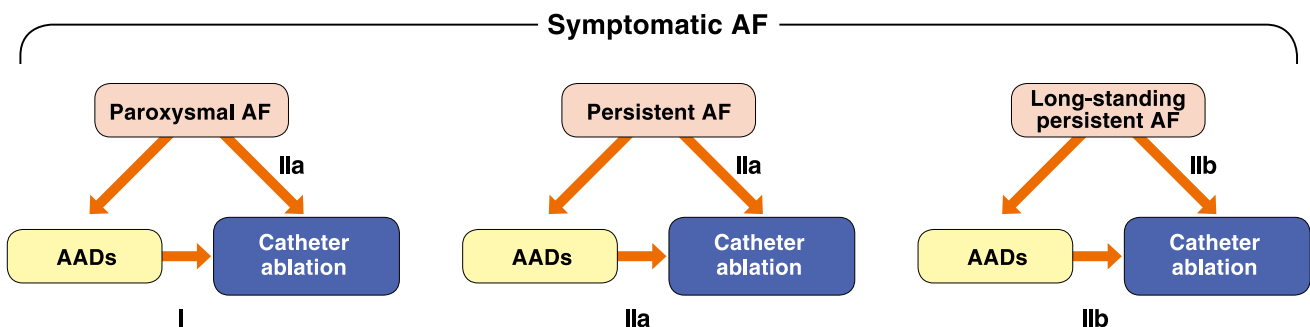 Symptomatic AF
Paroxysmal AF
IIa
AADs
Catheter
ablation
I
Persistent AF
IIa
AADs
Catheter
ablation
IIa
Long-standing
persistent AF
IIb
AADs
Catheter
ablation
IIb